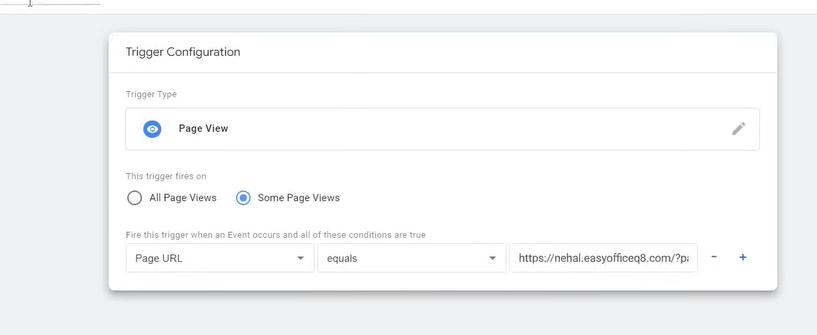 Trigger Configuration
Trigger Type
Page View
This trigger fires on
All Page Views
Some Page Views
Fire this trigger when an Event occurs and all of these conditions are true
Page URL equals https://nehal.easyofficeq8.com/?pa - +